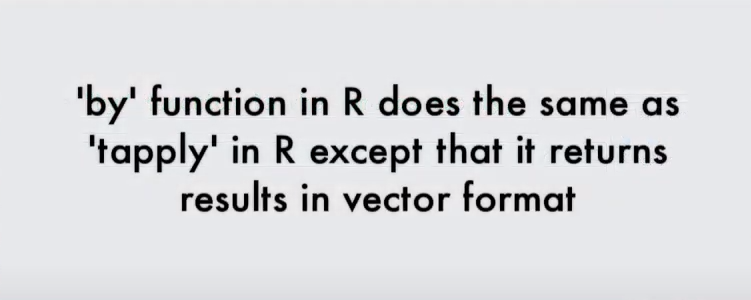 'by' function in R does the same as
'tapply' in R except that it returns
results in vector format